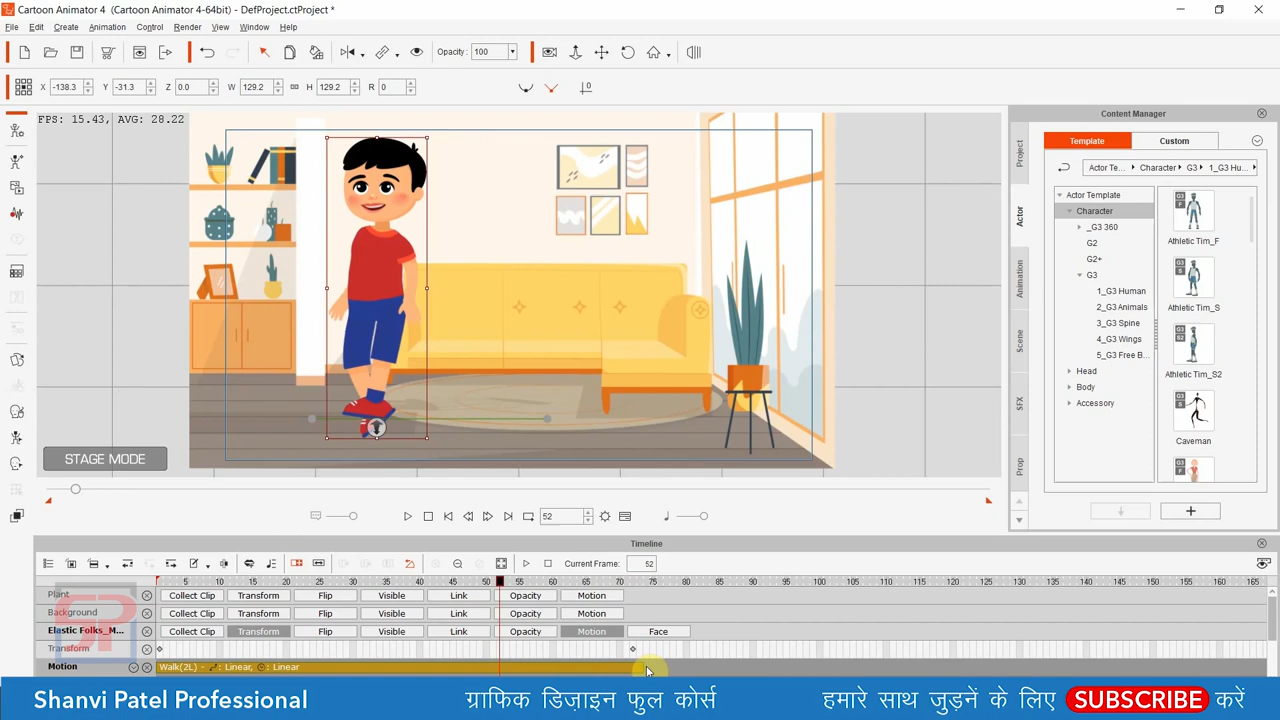 Cartoon Animator 4 (Cartoon Animator 4-64bit) - DefProject.ctProject *
File Edit Create Animation Control Render View Window Help
Opacity : 100
X -138.3 Y -31.3 Z 0.0 W 129.2 H 129.2 R 0
FPS: 15.43, AVG: 28.22
STAGE MODE
Content Manager
Template Custom
Project
Actor
Animation
Scene
SFX
Prop
Actor Te... Character G3 1_G3 Hu...
Actor Template
Character
_G3 360
G2
G2+
G3
1_G3 Human
2_G3 Animals
3_G3 Spine
4_G3 Wings
5_G3 Free B...
Head
Body
Accessory
Athletic Tim_F
Athletic Tim_S
Athletic Tim_S2
Caveman
52
Timeline
Current Frame: 52
5 10 15 20 25 30 35 40 45 50 55 60 65 70 75 80 85 90 95 100 105 110 115 120 125 130 135 140 145 150 155 160 165
Plant Collect Clip Transform Flip Visible Link Opacity Motion
Background Collect Clip Transform Flip Visible Link Opacity Motion
Elastic Folks_M... Collect Clip Transform Flip Visible Link Opacity Motion Face
Transform
Motion Walk(2L) - : Linear, : Linear
Shanvi Patel Professional ग्राफिक डिज़ाइन फुल कोर्स हमारे साथ जुड़नें के लिए SUBSCRIBE करें